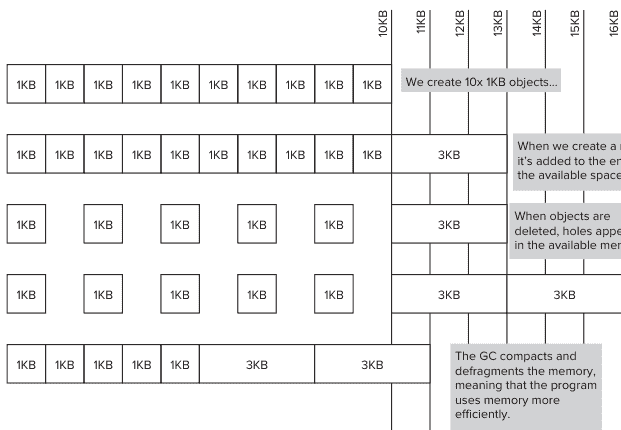 10KB 11KB 12KB 13KB 14KB 15KB 16KB
1KB 1KB 1KB 1KB 1KB 1KB 1KB 1KB 1KB 1KB
We create 10x 1KB objects...
1KB 1KB 1KB 1KB 1KB 1KB 1KB 1KB 1KB 1KB 3KB
When we create a
it's added to the
the available space
1KB 1KB 1KB 1KB 1KB 3KB
When objects are
deleted, holes
in the available
1KB 1KB 1KB 1KB 1KB 3KB 3KB
1KB 1KB 1KB 1KB 1KB 3KB 3KB
The GC compacts and
defragments the memory,
meaning that the program
uses memory more
efficiently.